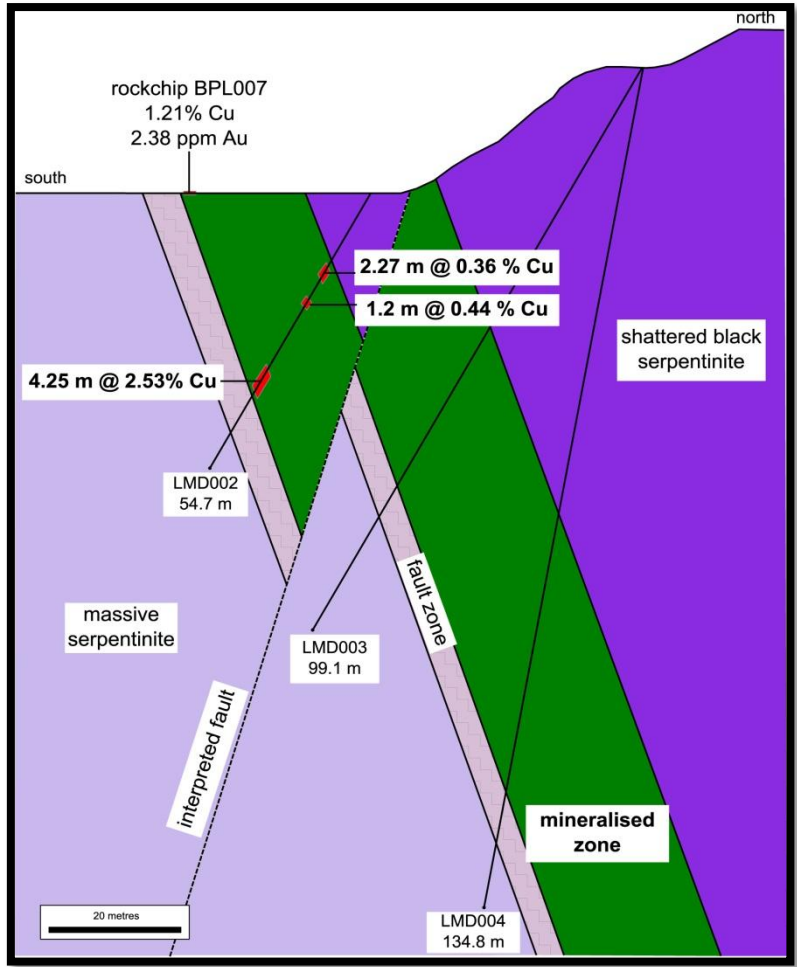 north
rockchip BPL007
1.21% Cu
2.38 ppm Au
south
2.27 m @ 0.36 % Cu
1.2 m @ 0.44 % Cu
shattered black
serpentinite
4.25 m @ 2.53% Cu
LMD002
54.7 m
fault zone
massive
serpentinite
LMD003
99.1 m
interpreted fault
mineralised
zone
20 metres
LMD004
134.8 m